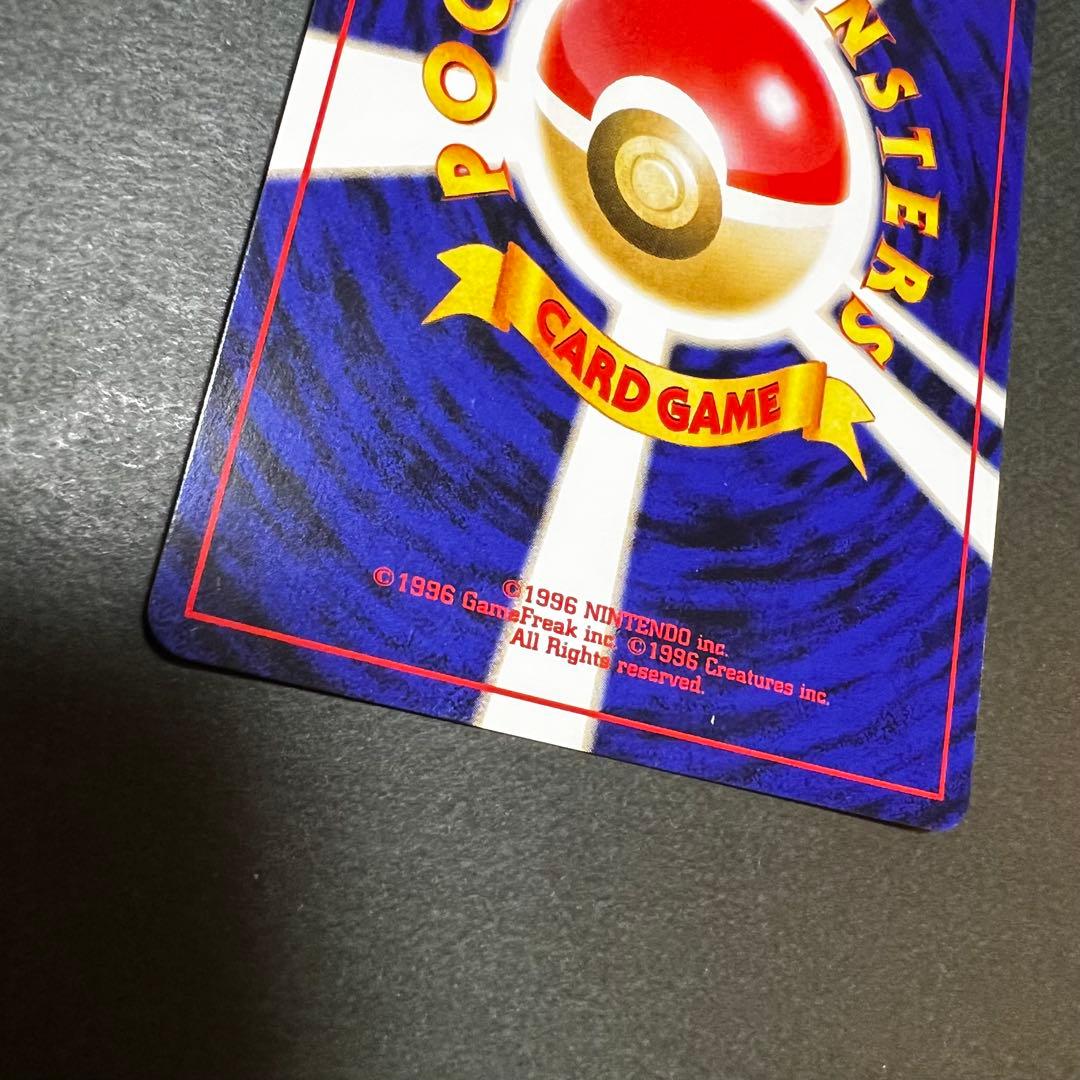 POC
NSTERS
CARD GAME
©1996 NINTENDO inc.
©1996 GameFreak inc. ©1996 Creatures inc.
All Rights reserved.